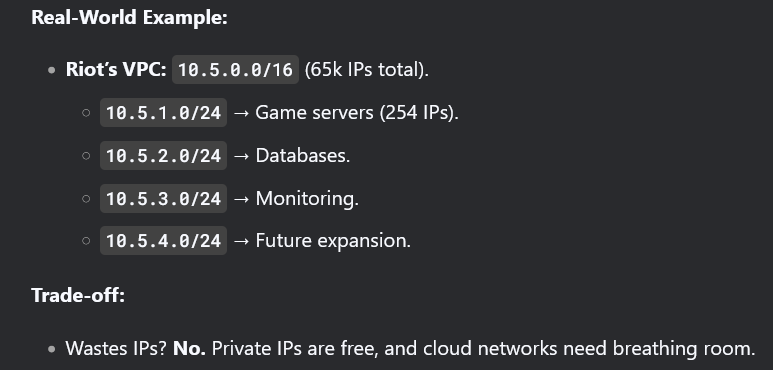 Real-World Example:
• Riot’s VPC: 10.5.0.0/16 (65k IPs total).
○ 10.5.1.0/24 → Game servers (254 IPs).
○ 10.5.2.0/24 → Databases.
○ 10.5.3.0/24 → Monitoring.
○ 10.5.4.0/24 → Future expansion.
Trade-off:
• Wastes IPs? No. Private IPs are free, and cloud networks need breathing room.